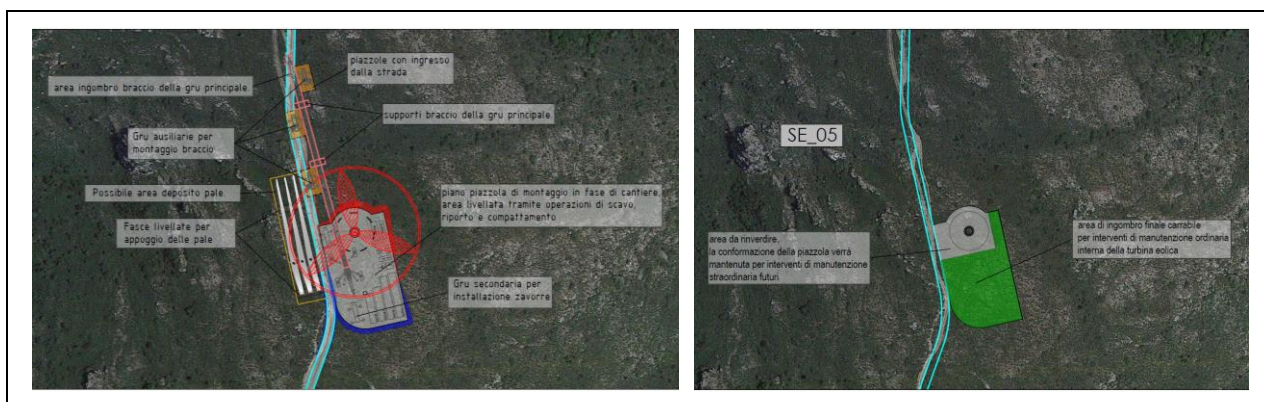 piazzole con ingresso
dalla strada
area ingombro braccio della gru principale
supporti braccio della gru principale
Gru ausiliarie per
montaggio braccio
Possibile area deposito pale
piano piazzola di montaggio in fase di cantiere,
area livellata tramite operazioni di scavo,
riporto e compattamento
Fasce livellate per
appoggio delle pale
Gru secondaria per
installazione zavorre
SE_05
area da rinverdire,
la conformazione della piazzola verrà
mantenuta per interventi di manutenzione
straordinaria futuri
area di ingombro finale carrabile
per interventi di manutenzione ordinaria
interna della turbina eolica